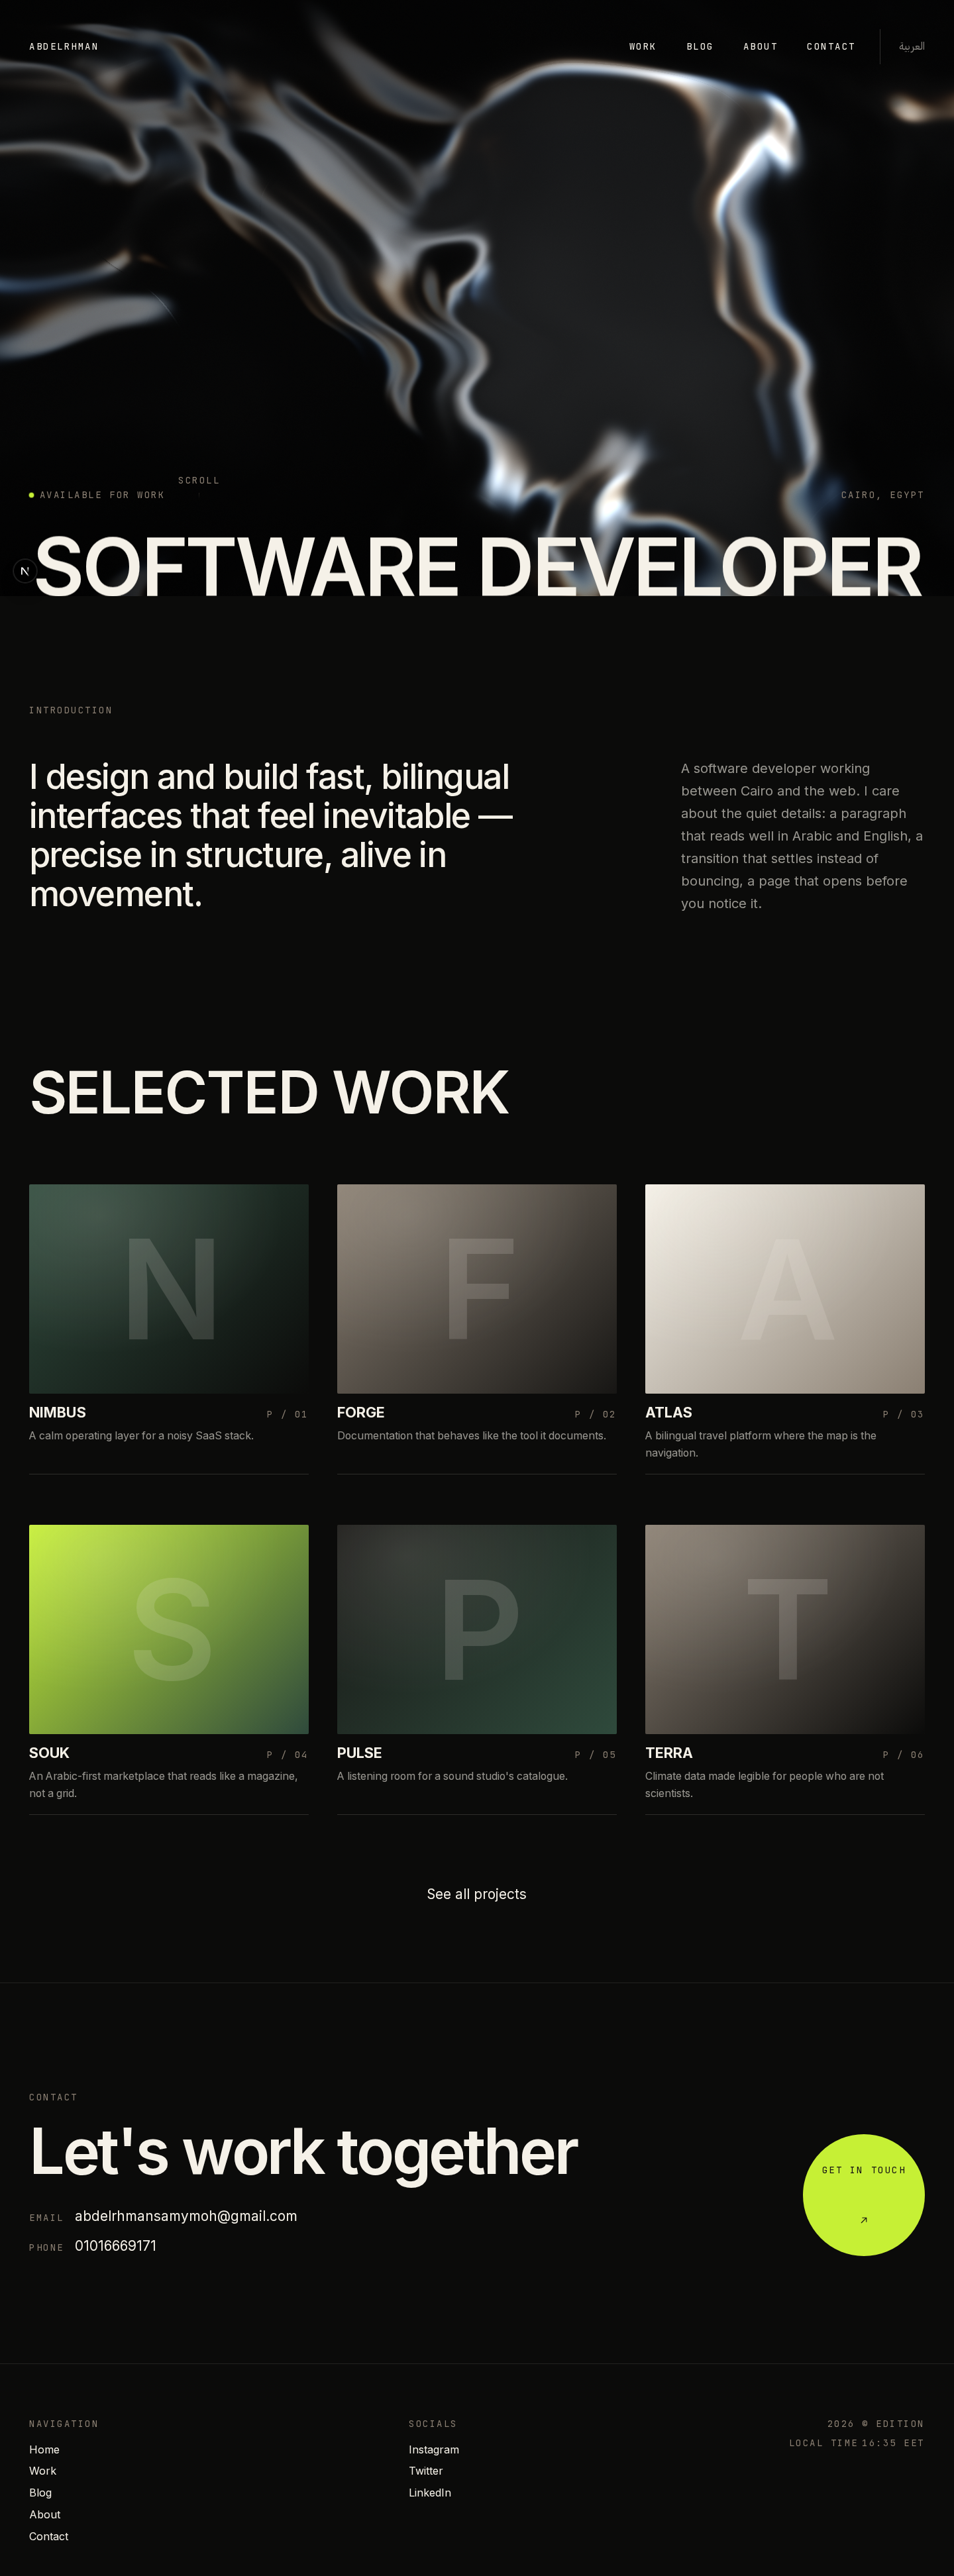 ABDELRHMAN
WORK
BLOG
ABOUT
CONTACT
العربية
SCROLL
AVAILABLE FOR WORK
CAIRO, EGYPT
N
SOFTWARE DEVELOPER
INTRODUCTION
I design and build fast, bilingual
interfaces that feel inevitable —
precise in structure, alive in
movement.
A software developer working
between Cairo and the web. I care
about the quiet details: a paragraph
that reads well in Arabic and English, a
transition that settles instead of
bouncing, a page that opens before
you notice it.
SELECTED WORK
N
NIMBUS
P / 01
A calm operating layer for a noisy SaaS stack.
F
FORGE
P / 02
Documentation that behaves like the tool it documents.
A
ATLAS
P / 03
A bilingual travel platform where the map is the
navigation.
S
SOUK
P / 04
An Arabic-first marketplace that reads like a magazine,
not a grid.
P
PULSE
P / 05
A listening room for a sound studio's catalogue.
T
TERRA
P / 06
Climate data made legible for people who are not
scientists.
See all projects
CONTACT
Let's work together
EMAIL abdelrhmansamymoh@gmail.com
PHONE 01016669171
GET IN TOUCH
↗
NAVIGATION
Home
Work
Blog
About
Contact
SOCIALS
Instagram
Twitter
LinkedIn
2026 © EDITION
LOCAL TIME 16:35 EET